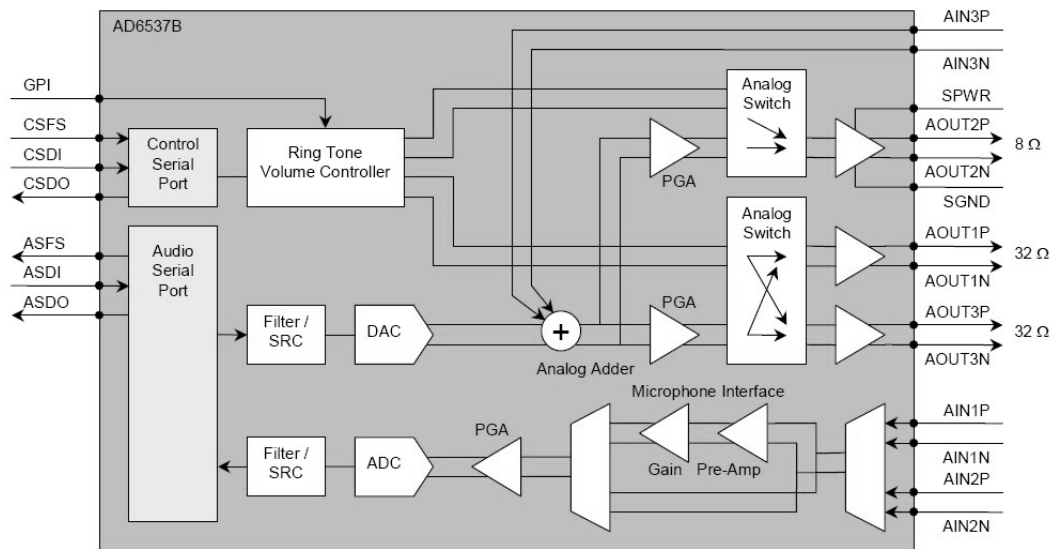 AD6537B
GPI
CSFS
CSDI
CSDO
ASFS
ASDI
ASDO
Control
Serial
Port
Ring Tone
Volume Controller
Audio
Serial
Port
Filter /
SRC
DAC
Analog Adder
PGA
PGA
Analog
Switch
Analog
Switch
Microphone Interface
Gain
Pre-Amp
PGA
ADC
Filter /
SRC
AIN3P
AIN3N
SPWR
AOUT2P
8 Ω
AOUT2N
SGND
AOUT1P
32 Ω
AOUT1N
AOUT3P
32 Ω
AOUT3N
AIN1P
AIN1N
AIN2P
AIN2N